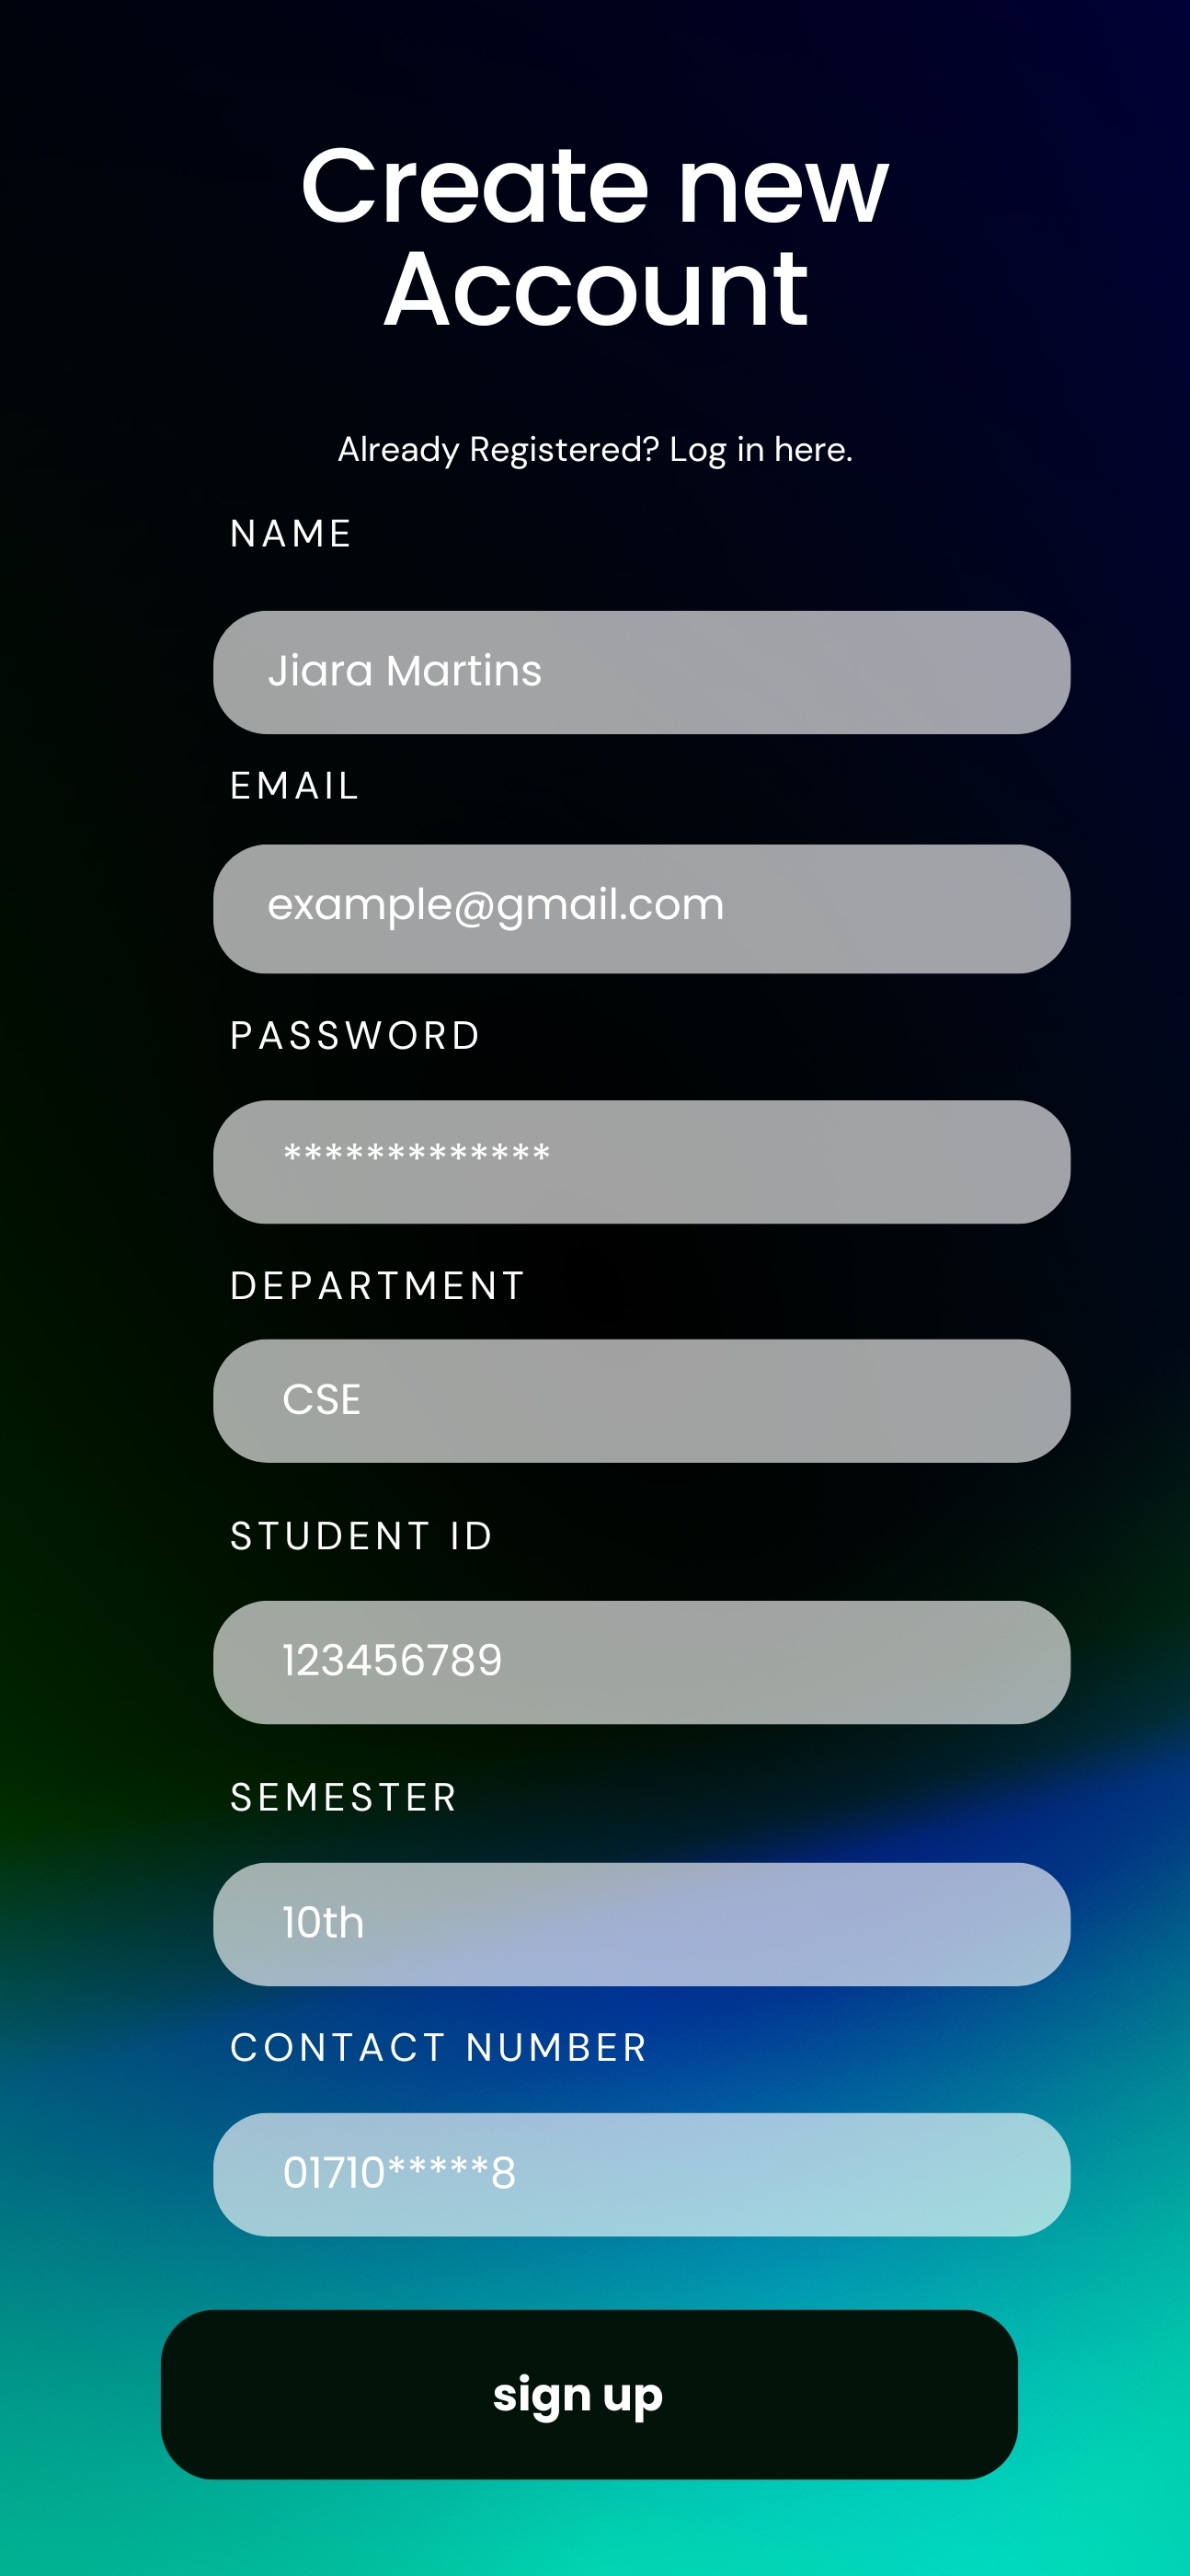 Create new
Account
Already Registered? Log in here.
NAME
Jiara Martins
EMAIL
example@gmail.com
PASSWORD
*************
DEPARTMENT
CSE
STUDENT ID
123456789
SEMESTER
10th
CONTACT NUMBER
01710*****8
sign up